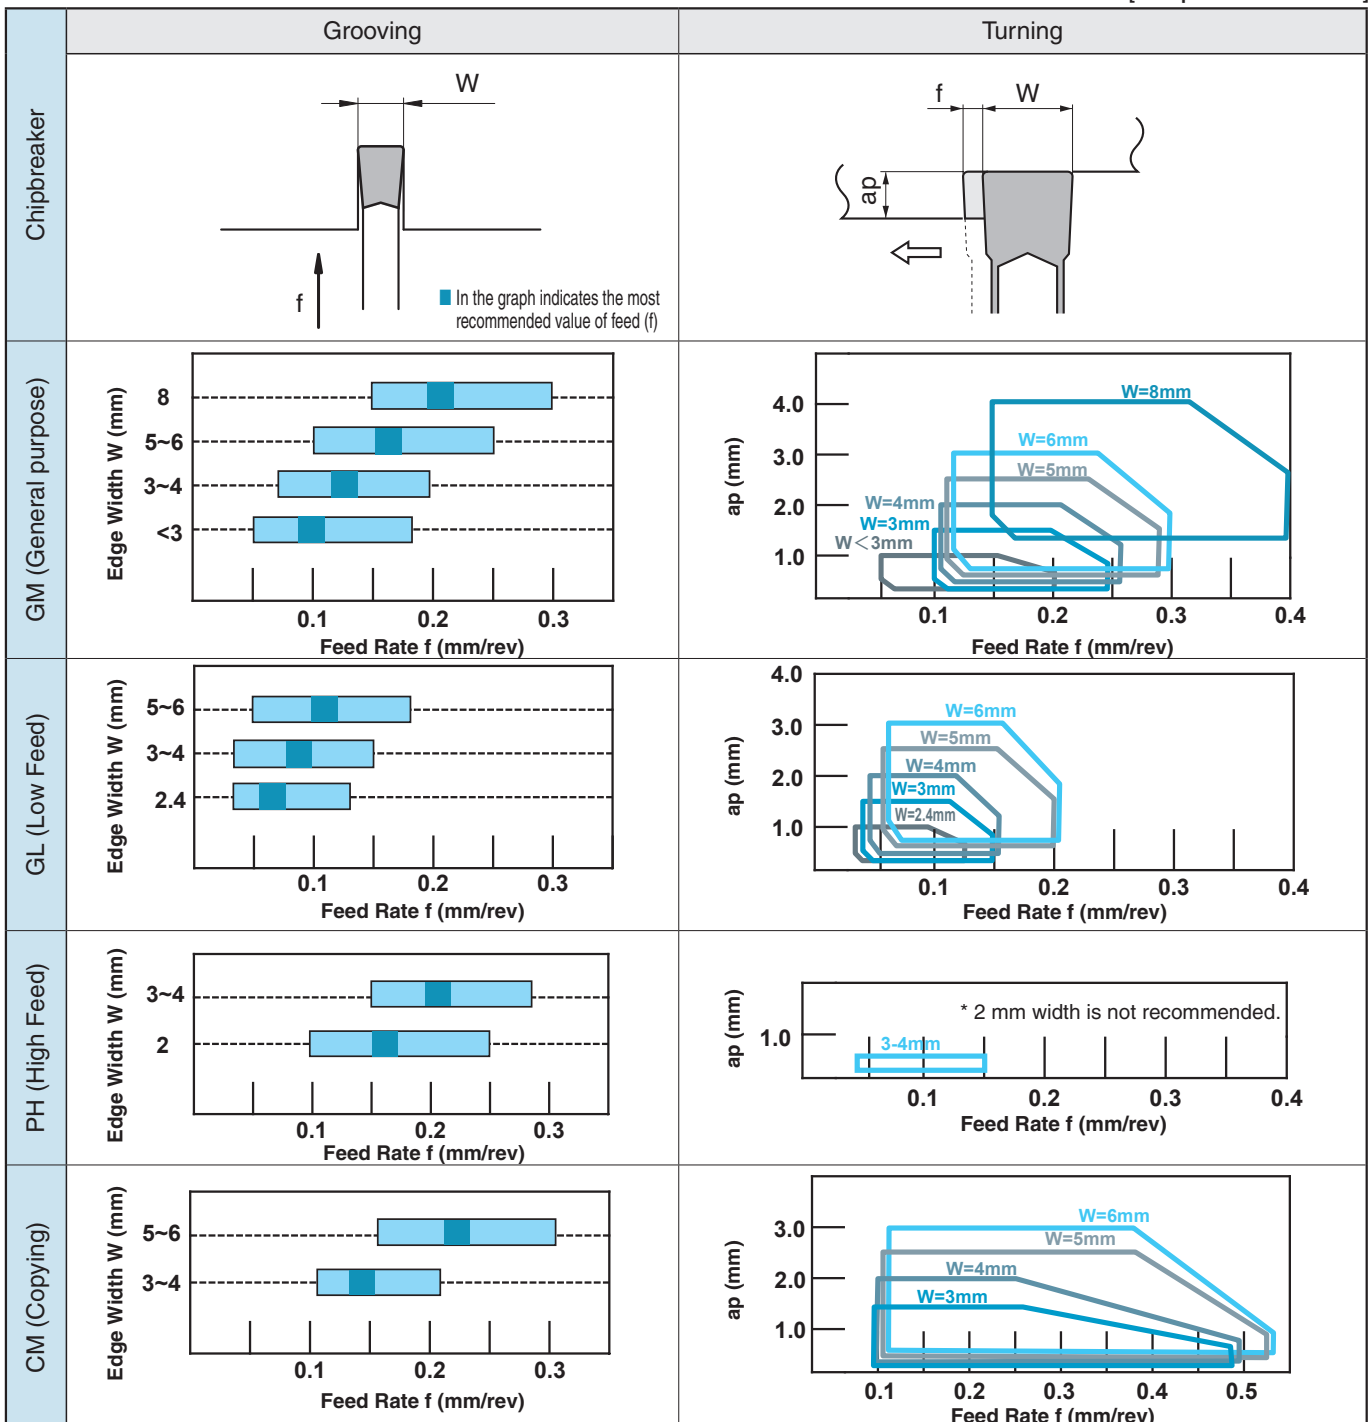 Grooving
Turning
Chipbreaker
W
f
In the graph indicates the most
recommended value of feed (f)
f
W
ap
GM (General purpose)
Edge Width W (mm)
8
5~6
3~4
<3
0.1
0.2
0.3
Feed Rate f (mm/rev)
ap (mm)
4.0
3.0
2.0
1.0
W=8mm
W=6mm
W=5mm
W=4mm
W=3mm
W＜3mm
0.1
0.2
0.3
0.4
Feed Rate f (mm/rev)
GL (Low Feed)
Edge Width W (mm)
5~6
3~4
2.4
0.1
0.2
0.3
Feed Rate f (mm/rev)
ap (mm)
4.0
3.0
2.0
1.0
W=6mm
W=5mm
W=4mm
W=3mm
W=2.4mm
0.1
0.2
0.3
0.4
Feed Rate f (mm/rev)
PH (High Feed)
Edge Width W (mm)
3~4
2
0.1
0.2
0.3
Feed Rate f (mm/rev)
ap (mm)
1.0
* 2 mm width is not recommended.
3-4mm
0.1
0.2
0.3
0.4
Feed Rate f (mm/rev)
CM (Copying)
Edge Width W (mm)
5~6
3~4
0.1
0.2
0.3
Feed Rate f (mm/rev)
ap (mm)
3.0
2.0
1.0
W=6mm
W=5mm
W=4mm
W=3mm
0.1
0.2
0.3
0.4
0.5
Feed Rate f (mm/rev)